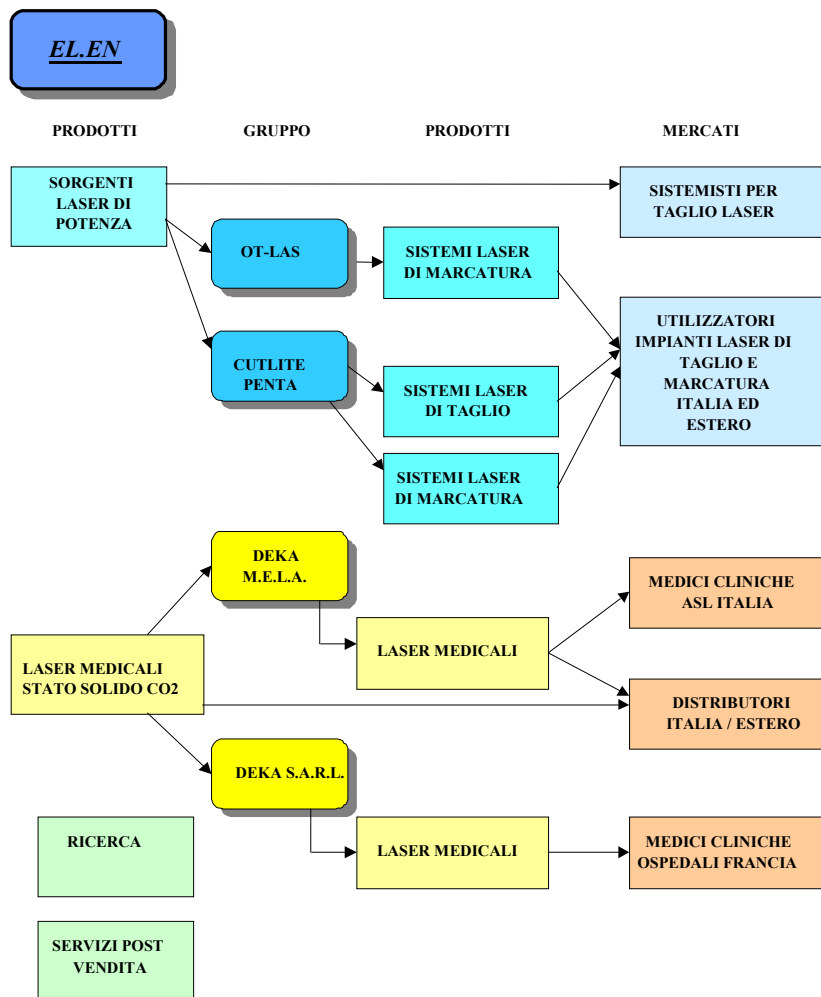 EL.EN
PRODOTTI
GRUPPO
PRODOTTI
MERCATI
SORGENTI
LASER DI
POTENZA
SISTEMISTI PER
TAGLIO LASER
OT-LAS
SISTEMI LASER
DI MARCATURA
UTILIZZATORI
IMPIANTI LASER DI
TAGLIO E
MARCATURA
ITALIA ED
ESTERO
CUTLITE
PENTA
SISTEMI LASER
DI TAGLIO
SISTEMI LASER
DI MARCATURA
DEKA
M.E.L.A.
MEDICI CLINICHE
ASL ITALIA
LASER MEDICALI
STATO SOLIDO CO2
LASER MEDICALI
DISTRIBUTORI
ITALIA / ESTERO
DEKA S.A.R.L.
RICERCA
LASER MEDICALI
MEDICI CLINICHE
OSPEDALI FRANCIA
SERVIZI POST
VENDITA